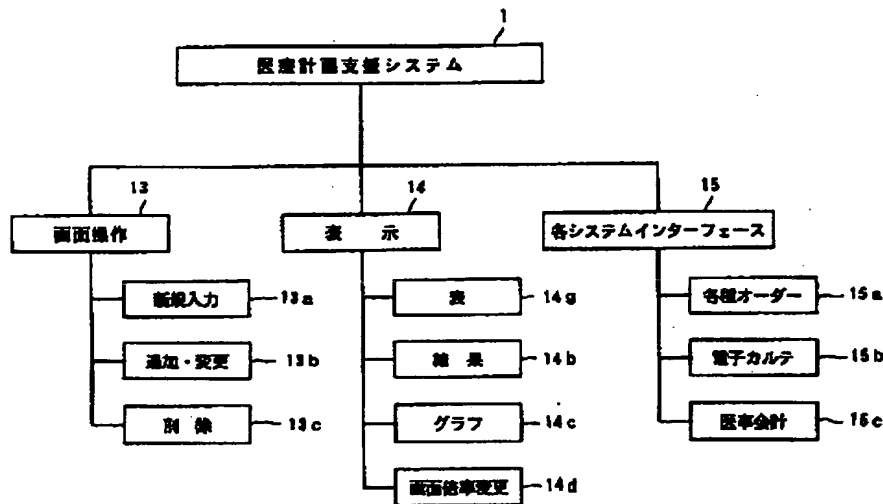 1
医療計画支援システム
13
14
15
画面操作
表 示
各システムインターフェース
新規入力
13a
表
14g
各種オーダー
15a
追加・変更
13b
結 果
14b
電子カルテ
15b
削 除
13c
グラフ
14c
医事会計
15c
画面倍率変更
14d